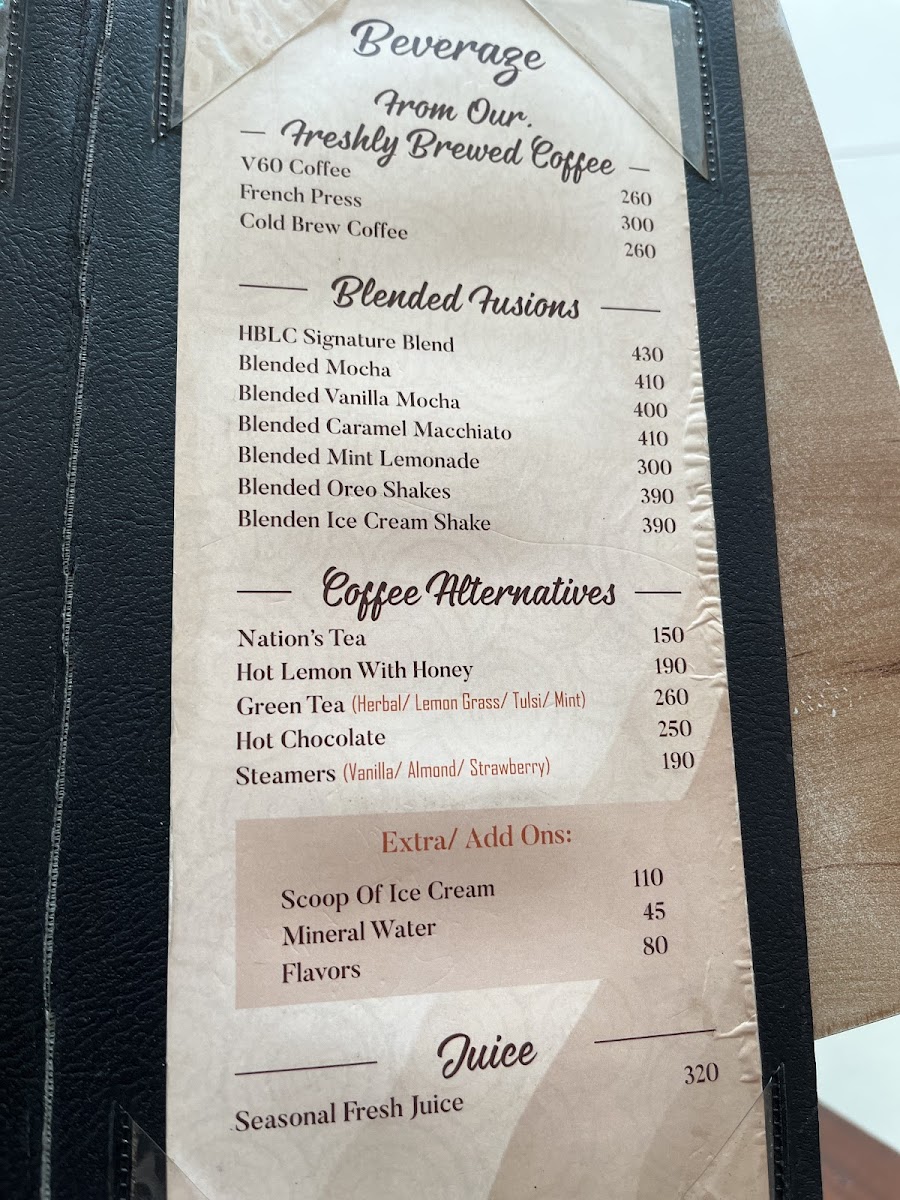 Beveraze
From Our.
Freshly Brewed Coffee
V60 Coffee 260
French Press 300
Cold Brew Coffee 260
Blended Fusions
HBLC Signature Blend 430
Blended Mocha 410
Blended Vanilla Mocha 400
Blended Caramel Macchiato 410
Blended Mint Lemonade 300
Blended Oreo Shakes 390
Blenden Ice Cream Shake 390
Coffee Alternatives
Nation's Tea 150
Hot Lemon With Honey 190
Green Tea (Herbal/ Lemon Grass/ Tulsi/ Mint) 260
Hot Chocolate 250
Steamers (Vanilla/ Almond/ Strawberry) 190
Extra/ Add Ons:
Scoop Of Ice Cream 110
Mineral Water 45
Flavors 80
Juice
Seasonal Fresh Juice 320